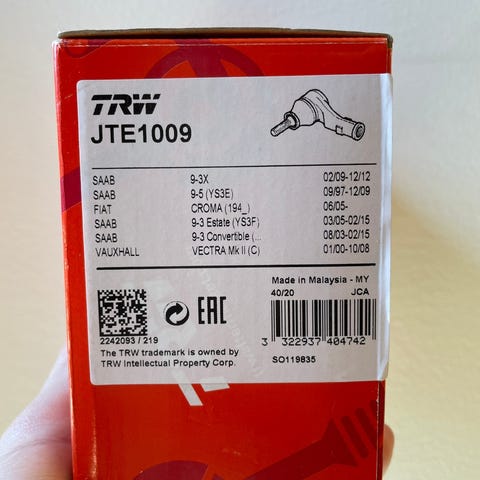 TRW
JTE1009
SAAB 9-3X 02/09-12/12
SAAB 9-5 (YS3E) 09/97-12/09
FIAT CROMA (194_) 06/05-
SAAB 9-3 Estate (YS3F) 03/05-02/15
SAAB 9-3 Convertible (... 08/03-02/15
VAUXHALL VECTRA Mk II (C) 01/00-10/08
Made in Malaysia - MY
40/20 JCA
EAC
2242093 / 219
The TRW trademark is owned by
TRW Intellectual Property Corp.
3 322937 404742
SO119835